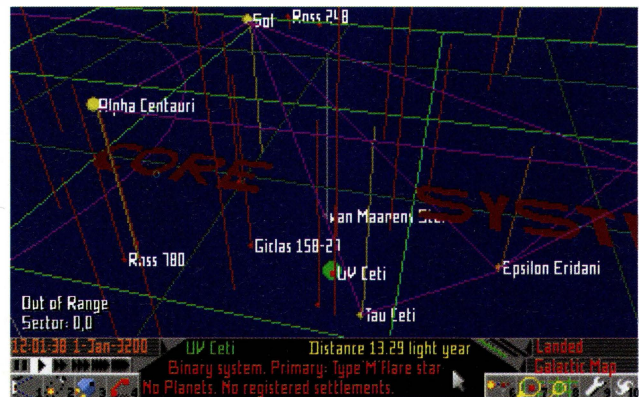 Sol
Ross 248
Alpha Centauri
CORE SYST
van Maanens Star
Giclas 158-27
Ross 780
UV Ceti
Epsilon Eridani
Tau Ceti
Out of Range
Sector: 0,0
12:01:38 1-Jan-3200
UV Ceti
Distance 13.29 light year
Landed
Binary system. Primary: Type 'M' flare star
Galactic Map
No Planets. No registered settlements.